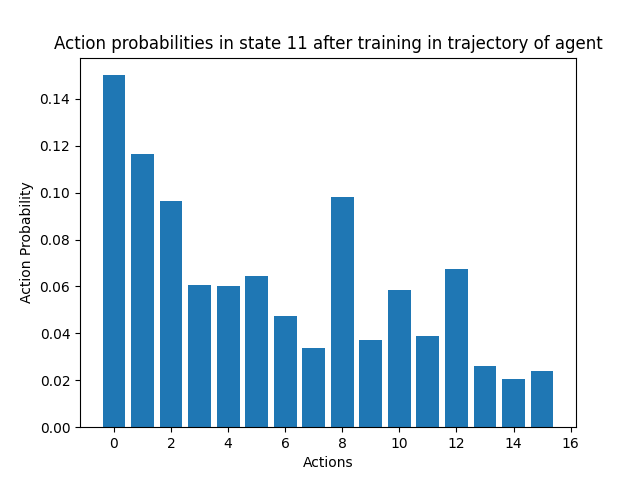 Action probabilities in state 11 after training in trajectory of agent
0.14
0.12
0.10
0.08
0.06
0.04
0.02
0.00
Action Probability
0 2 4 6 8 10 12 14 16
Actions